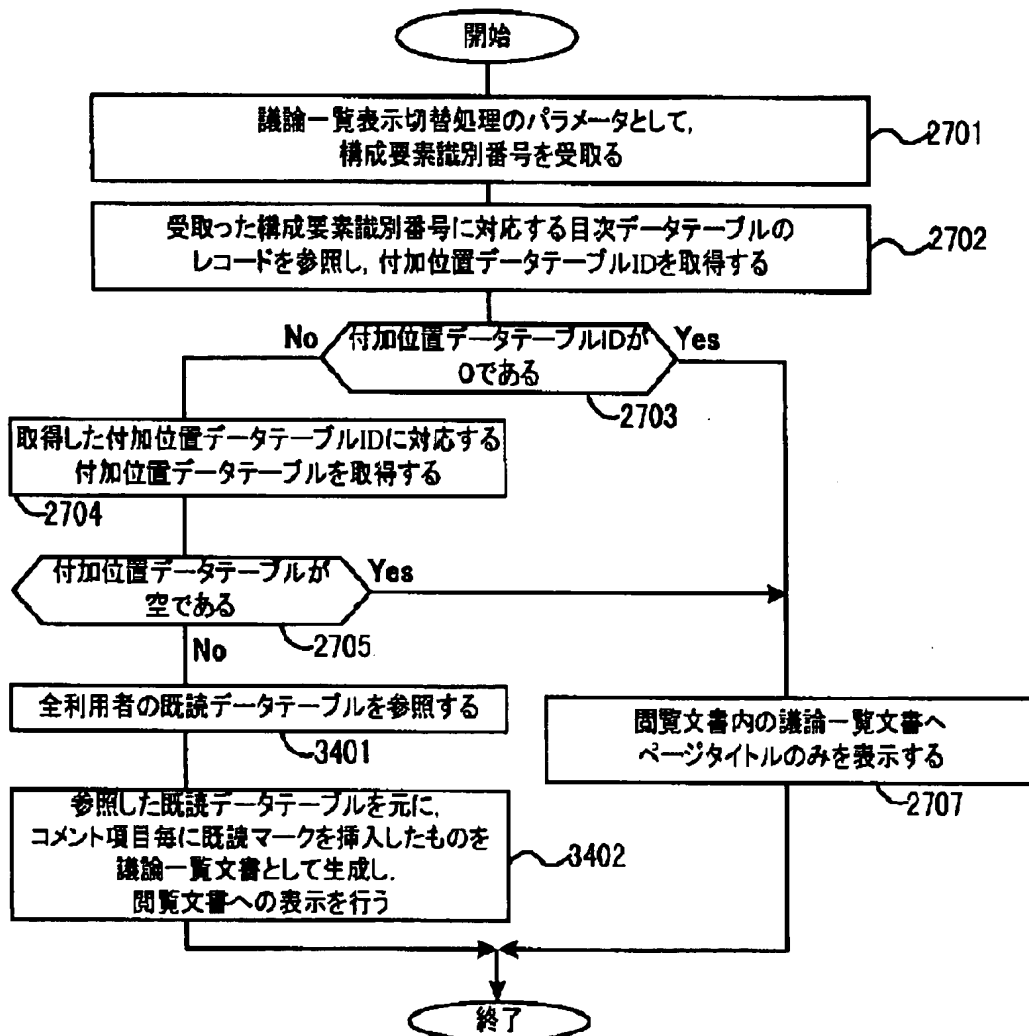 開始
議論一覧表示切替処理のパラメータとして,
構成要素識別番号を受取る
2701
受取った構成要素識別番号に対応する目次データテーブルの
レコードを参照し, 付加位置データテーブルIDを取得する
2702
No
付加位置データテーブルIDが
0である
Yes
2703
取得した付加位置データテーブルIDに対応する
付加位置データテーブルを取得する
2704
付加位置データテーブルが
空である
Yes
2705
No
全利用者の既読データテーブルを参照する
3401
閲覧文書内の議論一覧文書へ
ページタイトルのみを表示する
2707
参照した既読データテーブルを元に,
コメント項目毎に既読マークを挿入したものを
議論一覧文書として生成し,
閲覧文書への表示を行う
3402
終了